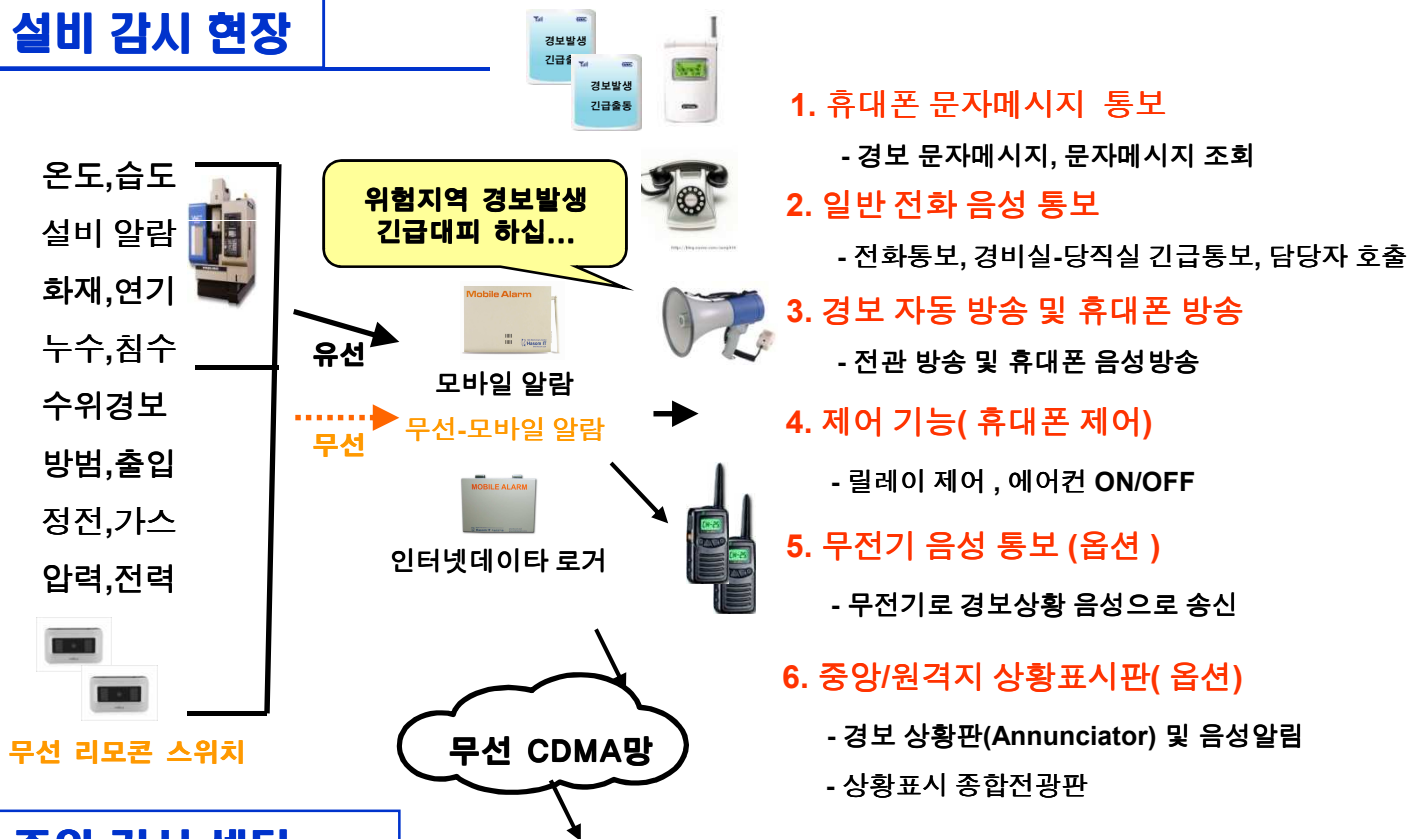 설비 감시 현장
경보발생
긴급출동
경보발생
긴급출동
온도,습도
설비 알람
화재,연기
누수,침수
수위경보
방범,출입
정전,가스
압력,전력
무선 리모콘 스위치
위험지역 경보발생
긴급대피 하십...
유선
무선
Mobile Alarm
모바일 알람
무선-모바일 알람
MOBILE ALARM
인터넷데이타 로거
무선 CDMA망
1. 휴대폰 문자메시지 통보
- 경보 문자메시지, 문자메시지 조회
2. 일반 전화 음성 통보
- 전화통보, 경비실-당직실 긴급통보, 담당자 호출
3. 경보 자동 방송 및 휴대폰 방송
- 전관 방송 및 휴대폰 음성방송
4. 제어 기능( 휴대폰 제어)
- 릴레이 제어 , 에어컨 ON/OFF
5. 무전기 음성 통보 (옵션 )
- 무전기로 경보상황 음성으로 송신
6. 중앙/원격지 상황표시판( 옵션)
- 경보 상황판(Annunciator) 및 음성알림
- 상황표시 종합전광판